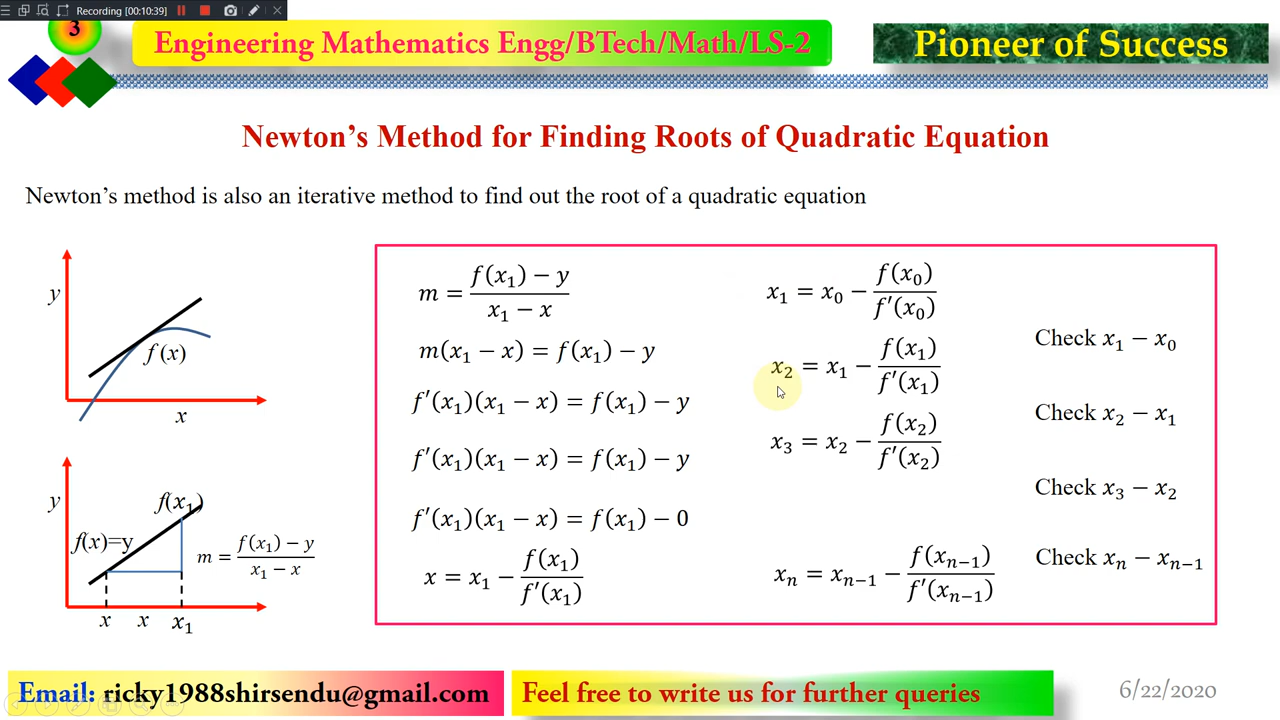 Recording [00:10:39]
3
Engineering Mathematics Engg/BTech/Math/LS-2
Pioneer of Success
Newton's Method for Finding Roots of Quadratic Equation
Newton's method is also an iterative method to find out the root of a quadratic equation
y
f (x)
x
y
f(x₁)
f(x)=y
m = (f(x₁) − y)/(x₁ − x)
x x x₁
m = (f(x₁) − y)/(x₁ − x)
m(x₁ − x) = f(x₁) − y
f′(x₁)(x₁ − x) = f(x₁) − y
f′(x₁)(x₁ − x) = f(x₁) − y
f′(x₁)(x₁ − x) = f(x₁) − 0
x = x₁ − f(x₁)/f′(x₁)
x₁ = x₀ − f(x₀)/f′(x₀)
x₂ = x₁ − f(x₁)/f′(x₁)
x₃ = x₂ − f(x₂)/f′(x₂)
xₙ = xₙ₋₁ − f(xₙ₋₁)/f′(xₙ₋₁)
Check x₁ − x₀
Check x₂ − x₁
Check x₃ − x₂
Check xₙ − xₙ₋₁
Email: ricky1988shirsendu@gmail.com
Feel free to write us for further queries
6/22/2020